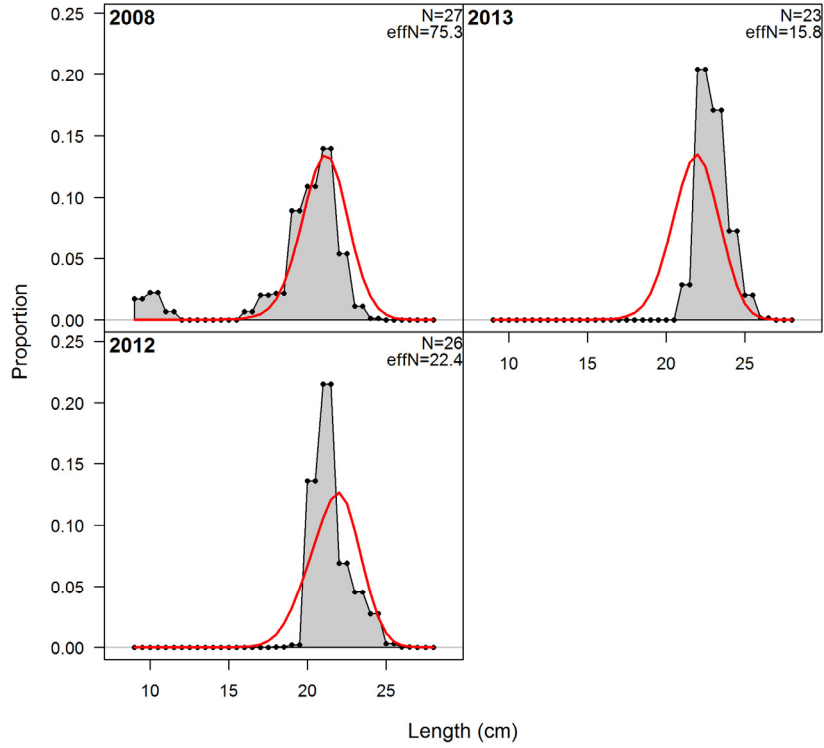 2008
N=27
effN=75.3
2013
N=23
effN=15.8
0.25
0.20
0.15
0.10
0.05
0.00
10 15 20 25
2012
N=26
effN=22.4
0.25
0.20
0.15
0.10
0.05
0.00
10 15 20 25
Proportion
Length (cm)